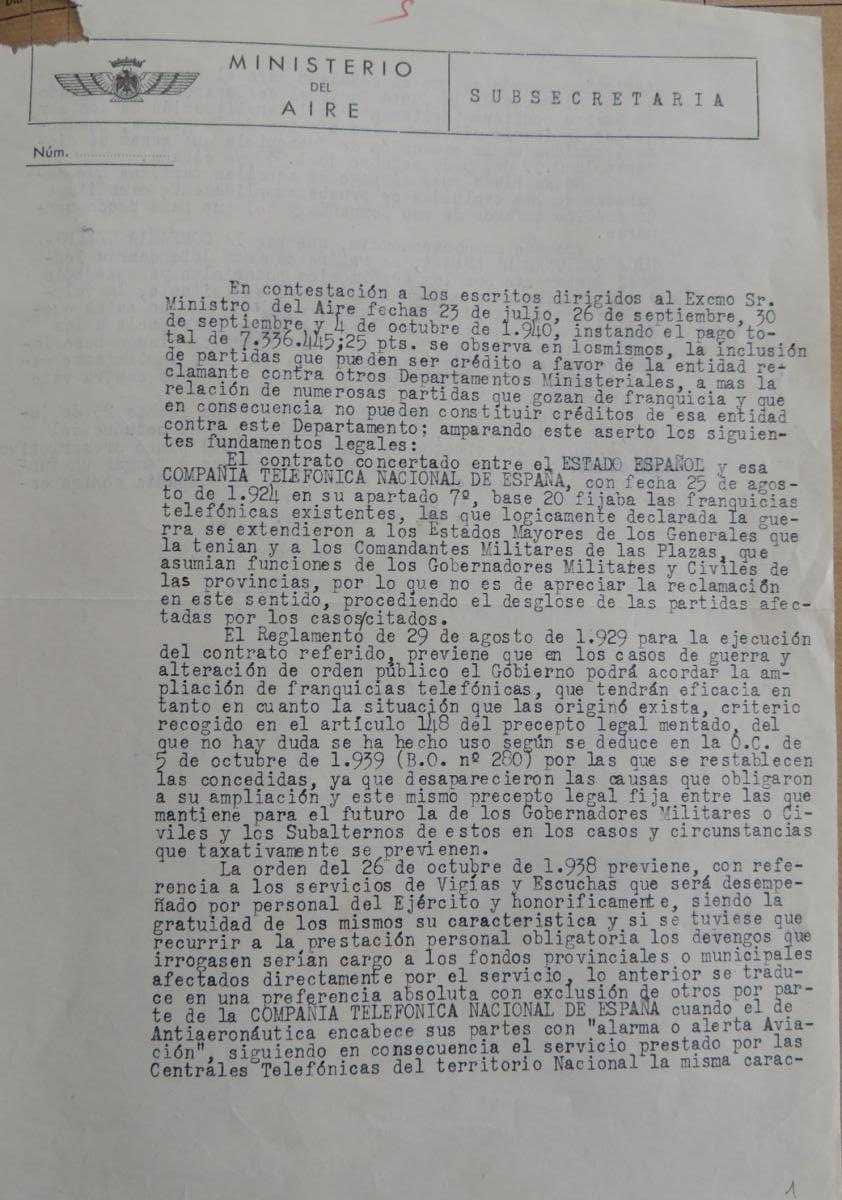 5
MINISTERIO
DEL
AIRE
SUBSECRETARIA
Núm.
En contestación a los escritos dirigidos al Excmo Sr.
Ministro del Aire fechas 23 de julio, 26 de septiembre, 30
de septiembre y 4 de octubre de 1.940, instando el pago to-
tal de 7.336.445;25 pts. se observa en losmismos, la inclusión
de partidas que pueden ser crédito a favor de la entidad re-
clamante contra otros Departamentos Ministeriales, a mas la
relación de numerosas partidas que gozan de franquicia y que
en consecuencia no pueden constituir créditos de esa entidad
contra este Departamento; amparando este aserto los siguien-
tes fundamentos legales:
El contrato concertado entre el ESTADO ESPAÑOL y esa
COMPAÑIA TELEFONICA NACIONAL DE ESPAÑA, con fecha 25 de agos-
to de 1.924 en su apartado 7º, base 20 fijaba las franquicias
telefónicas existentes, las que logicamente declarada la gue-
rra se extendieron a los Estados Mayores de los Generales que
la tenian y a los Comandantes Militares de las Plazas, que
asumian funciones de los Gobernadores Militares y Civiles de
las provincias, por lo que no es de apreciar la reclamación
en este sentido, procediendo el desglose de las partidas afec-
tadas por los casos/citados.
El Reglamento de 29 de agosto de 1.929 para la ejecución
del contrato referido, previene que en los casos de guerra y
alteración de orden público el Gobierno podrá acordar la am-
pliación de franquicias telefónicas, que tendrán eficacia en
tanto en cuanto la situación que las originó exista, criterio
recogido en el artículo 148 del precepto legal mentado, del
que no hay duda se ha hecho uso según se deduce en la O.C. de
5 de octubre de 1.939 (B.O. nº 280) por las que se restablecen
las concedidas, ya que desaparecieron las causas que obligaron
a su ampliación y este mismo precepto legal fija entre las que
mantiene para el futuro la de los Gobernadores Militares o Ci-
viles y los Subalternos de estos en los casos y circunstancias
que taxativamente se previenen.
La orden del 26 de octubre de 1.938 previene, con refe-
rencia a los servicios de Vigías y Escuchas que será desempe-
ñado por personal del Ejército y honorificamente, siendo la
gratuidad de los mismos su caracteristica y si se tuviese que
recurrir a la prestación personal obligatoria los devengos que
irrogasen serían cargo a los fondos provinciales o municipales
afectados directamente por el servicio, lo anterior se tradu-
ce en una preferencia absoluta con exclusión de otros por par-
te de la COMPAÑIA TELEFONICA NACIONAL DE ESPAÑA cuando el de
Antiaeronáutica encabece sus partes con "alarma o alerta Avia-
ción", siguiendo en consecuencia el servicio prestado por las
Centrales Telefónicas del territorio Nacional la misma carac-
1